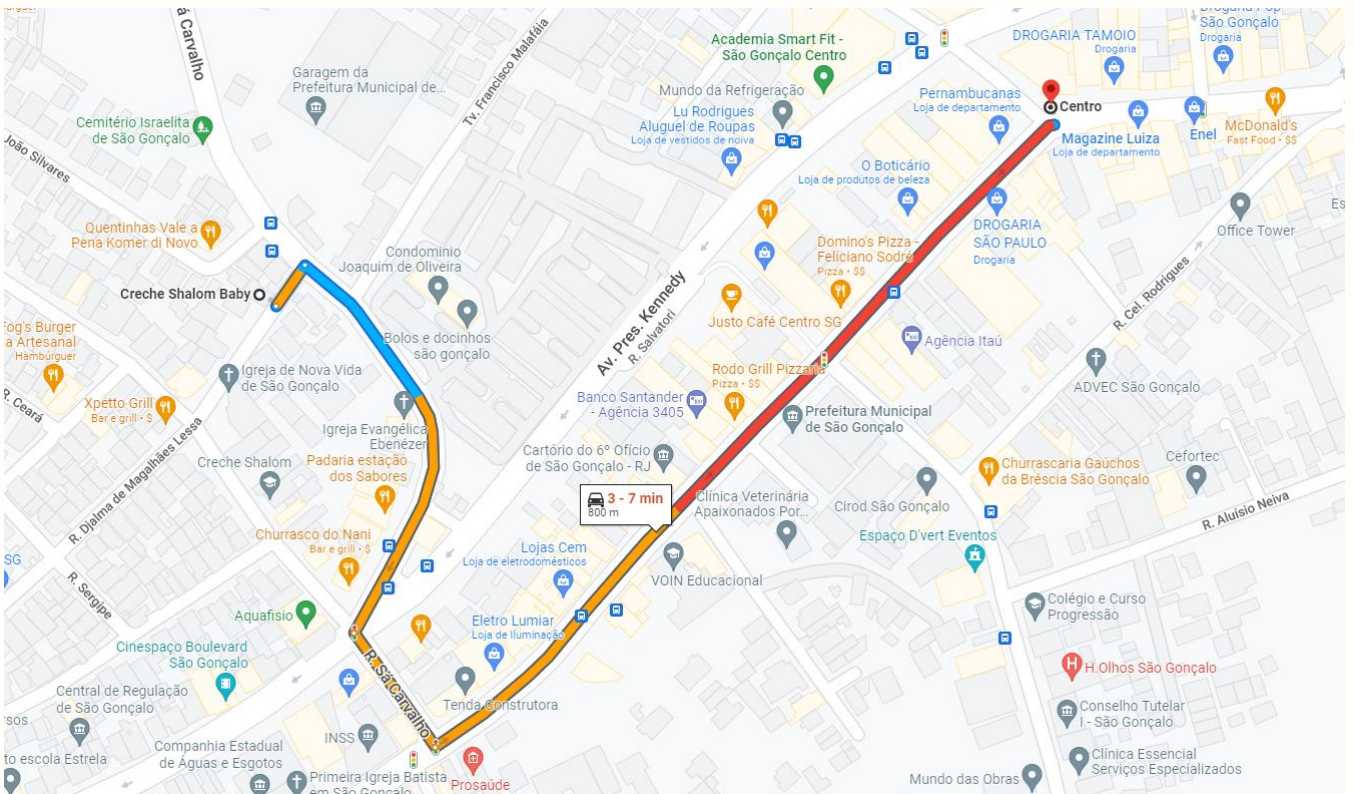 á Carvalho
Drogaria Pop
São Gonçalo
Drogaria
DROGARIA TAMOIO
Drogaria
Academia Smart Fit -
São Gonçalo Centro
Garagem da
Prefeitura Municipal de...
Tv. Francisco Malafáia
Mundo da Refrigeração
Pernambucanas
Loja de departamento
Centro
Cemitério Israelita
de São Gonçalo
Lu Rodrigues
Aluguel de Roupas
Loja de vestidos de noiva
Magazine Luiza
Loja de departamento
Enel
McDonald's
Fast Food • $$
João Silvares
O Boticário
Loja de produtos de beleza
Quentinhas Vale a
Pena Komer di Novo
DROGARIA
SÃO PAULO
Drogaria
Office Tower
Es
Condominio
Joaquim de Oliveira
Domino's Pizza -
Feliciano Sodré
Pizza • $$
Creche Shalom Baby
Av. Pres. Kennedy
R. Salvatori
R. Cel. Rodrigues
Justo Café Centro SG
Fog's Burger
a Artesanal
Hambúrguer
Bolos e docinhos
são gonçalo
Agência Itaú
Igreja de Nova Vida
de São Gonçalo
Rodo Grill Pizzaria
Pizza • $$
ADVEC São Gonçalo
R. Ceará
Xpetto Grill
Bar e grill • $
Banco Santander
- Agência 3405
Prefeitura Municipal
de São Gonçalo
Igreja Evangélica
Ebenézer
R. Djalma de Magalhães Lessa
Creche Shalom
Padaria estação
dos Sabores
Cartório do 6º Ofício
de São Gonçalo - RJ
Churrascaria Gaúchos
da Bréscia São Gonçalo
Cefortec
3 - 7 min
800 m
Clínica Veterinária
Apaixonados Por...
Cirod São Gonçalo
R. Aluísio Neiva
Churrasco do Nani
Bar e grill • $
Espaço D'vert Eventos
SG
Lojas Cem
Loja de eletrodomésticos
VOIN Educacional
R. Sergipe
Aquafisio
Colégio e Curso
Progressão
Eletro Lumiar
Loja de Iluminação
Cinespaço Boulevard
São Gonçalo
R. Sá Carvalho
H.Olhos São Gonçalo
Central de Regulação
de São Gonçalo
Tenda Construtora
Conselho Tutelar
I - São Gonçalo
rsos
INSS
to escola Estrela
Companhia Estadual
de Águas e Esgotos
Clínica Essencial
Serviços Especializados
Primeira Igreja Batista
em São Gonçalo
Prosaúde
Mundo das Obras